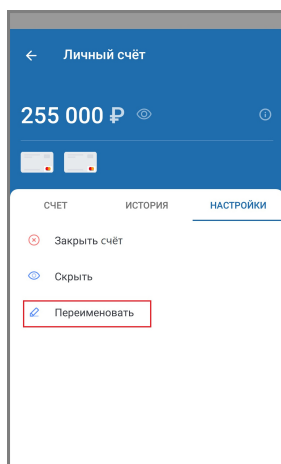 Личный счёт
255 000 ₽
СЧЕТ ИСТОРИЯ НАСТРОЙКИ
Закрыть счёт
Скрыть
Переименовать